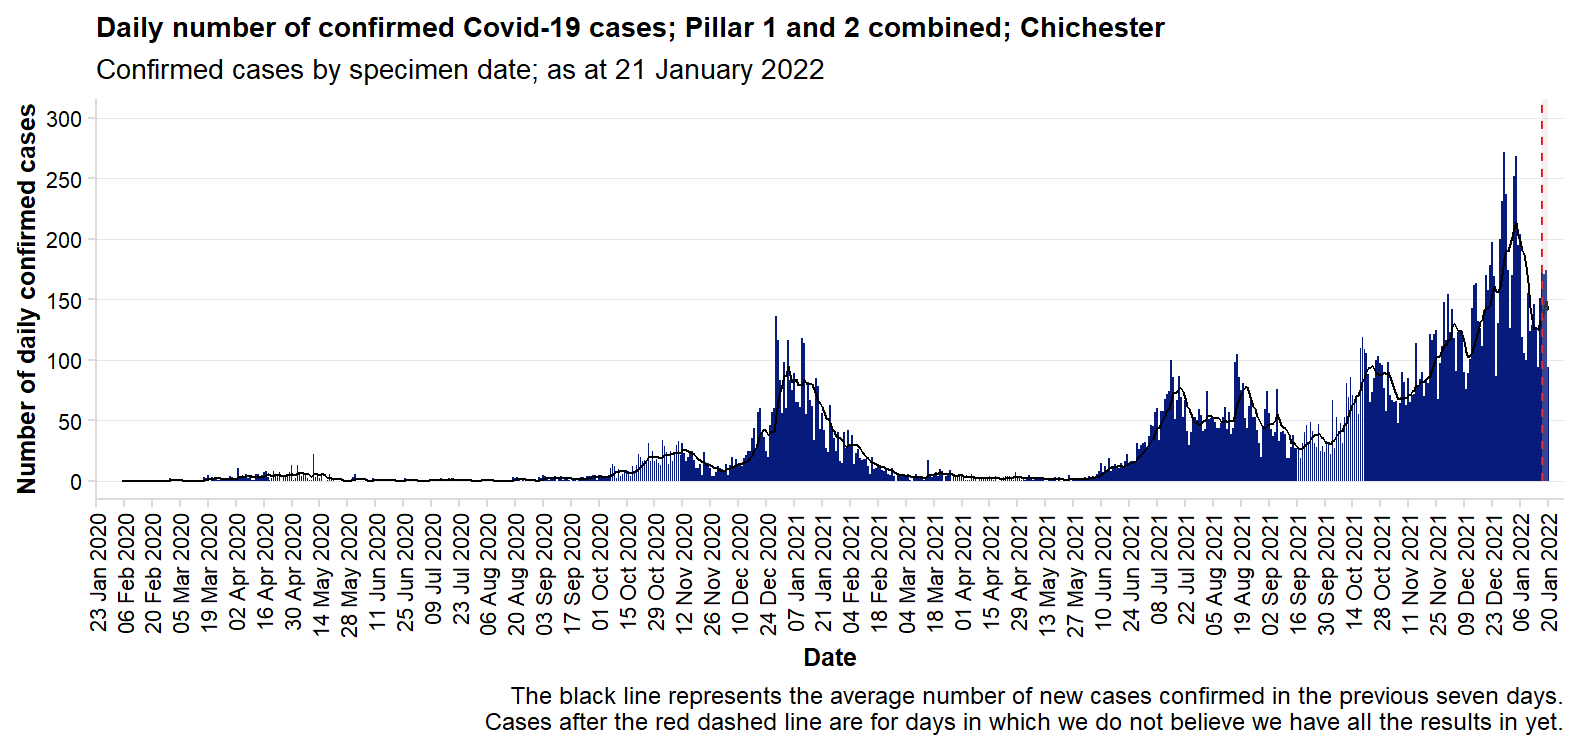 Daily number of confirmed Covid-19 cases; Pillar 1 and 2 combined; Chichester
Confirmed cases by specimen date; as at 21 January 2022
Number of daily confirmed cases
300
250
200
150
100
50
0
23 Jan 2020
06 Feb 2020
20 Feb 2020
05 Mar 2020
19 Mar 2020
02 Apr 2020
16 Apr 2020
30 Apr 2020
14 May 2020
28 May 2020
11 Jun 2020
25 Jun 2020
09 Jul 2020
23 Jul 2020
06 Aug 2020
20 Aug 2020
03 Sep 2020
17 Sep 2020
01 Oct 2020
15 Oct 2020
29 Oct 2020
12 Nov 2020
26 Nov 2020
10 Dec 2020
24 Dec 2020
07 Jan 2021
21 Jan 2021
04 Feb 2021
18 Feb 2021
04 Mar 2021
18 Mar 2021
01 Apr 2021
15 Apr 2021
29 Apr 2021
13 May 2021
27 May 2021
10 Jun 2021
24 Jun 2021
08 Jul 2021
22 Jul 2021
05 Aug 2021
19 Aug 2021
02 Sep 2021
16 Sep 2021
30 Sep 2021
14 Oct 2021
28 Oct 2021
11 Nov 2021
25 Nov 2021
09 Dec 2021
23 Dec 2021
06 Jan 2022
20 Jan 2022
Date
The black line represents the average number of new cases confirmed in the previous seven days.
Cases after the red dashed line are for days in which we do not believe we have all the results in yet.